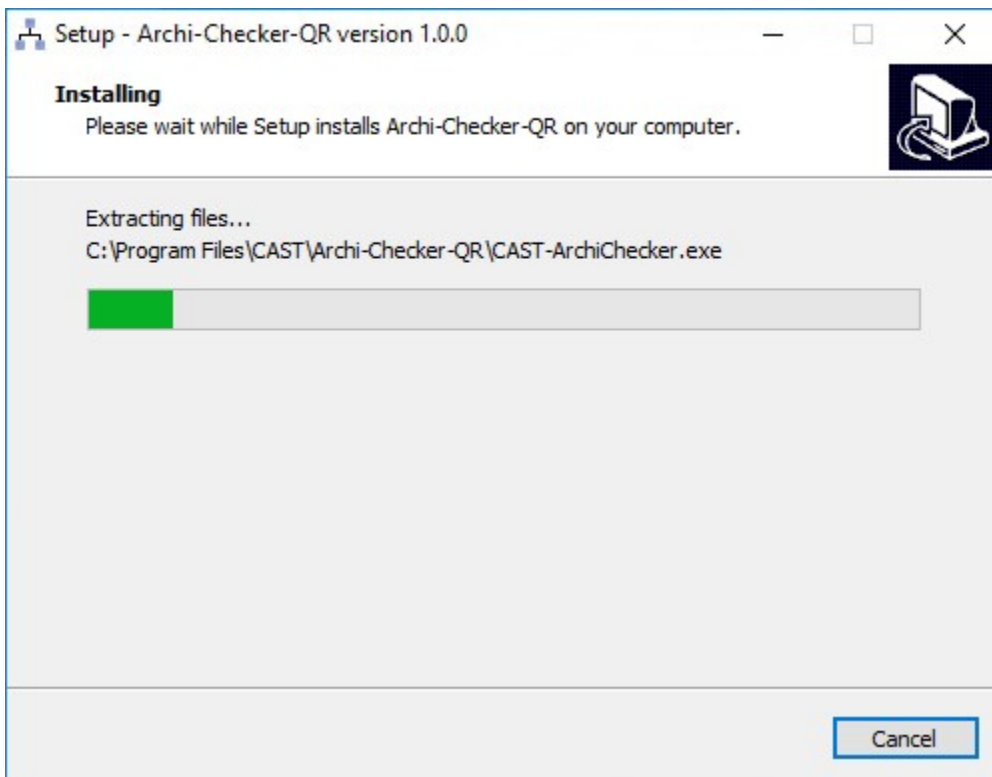 Setup - Archi-Checker-QR version 1.0.0
Installing
Please wait while Setup installs Archi-Checker-QR on your computer.
Extracting files...
C:\Program Files\CAST\Archi-Checker-QR\CAST-ArchiChecker.exe
Cancel